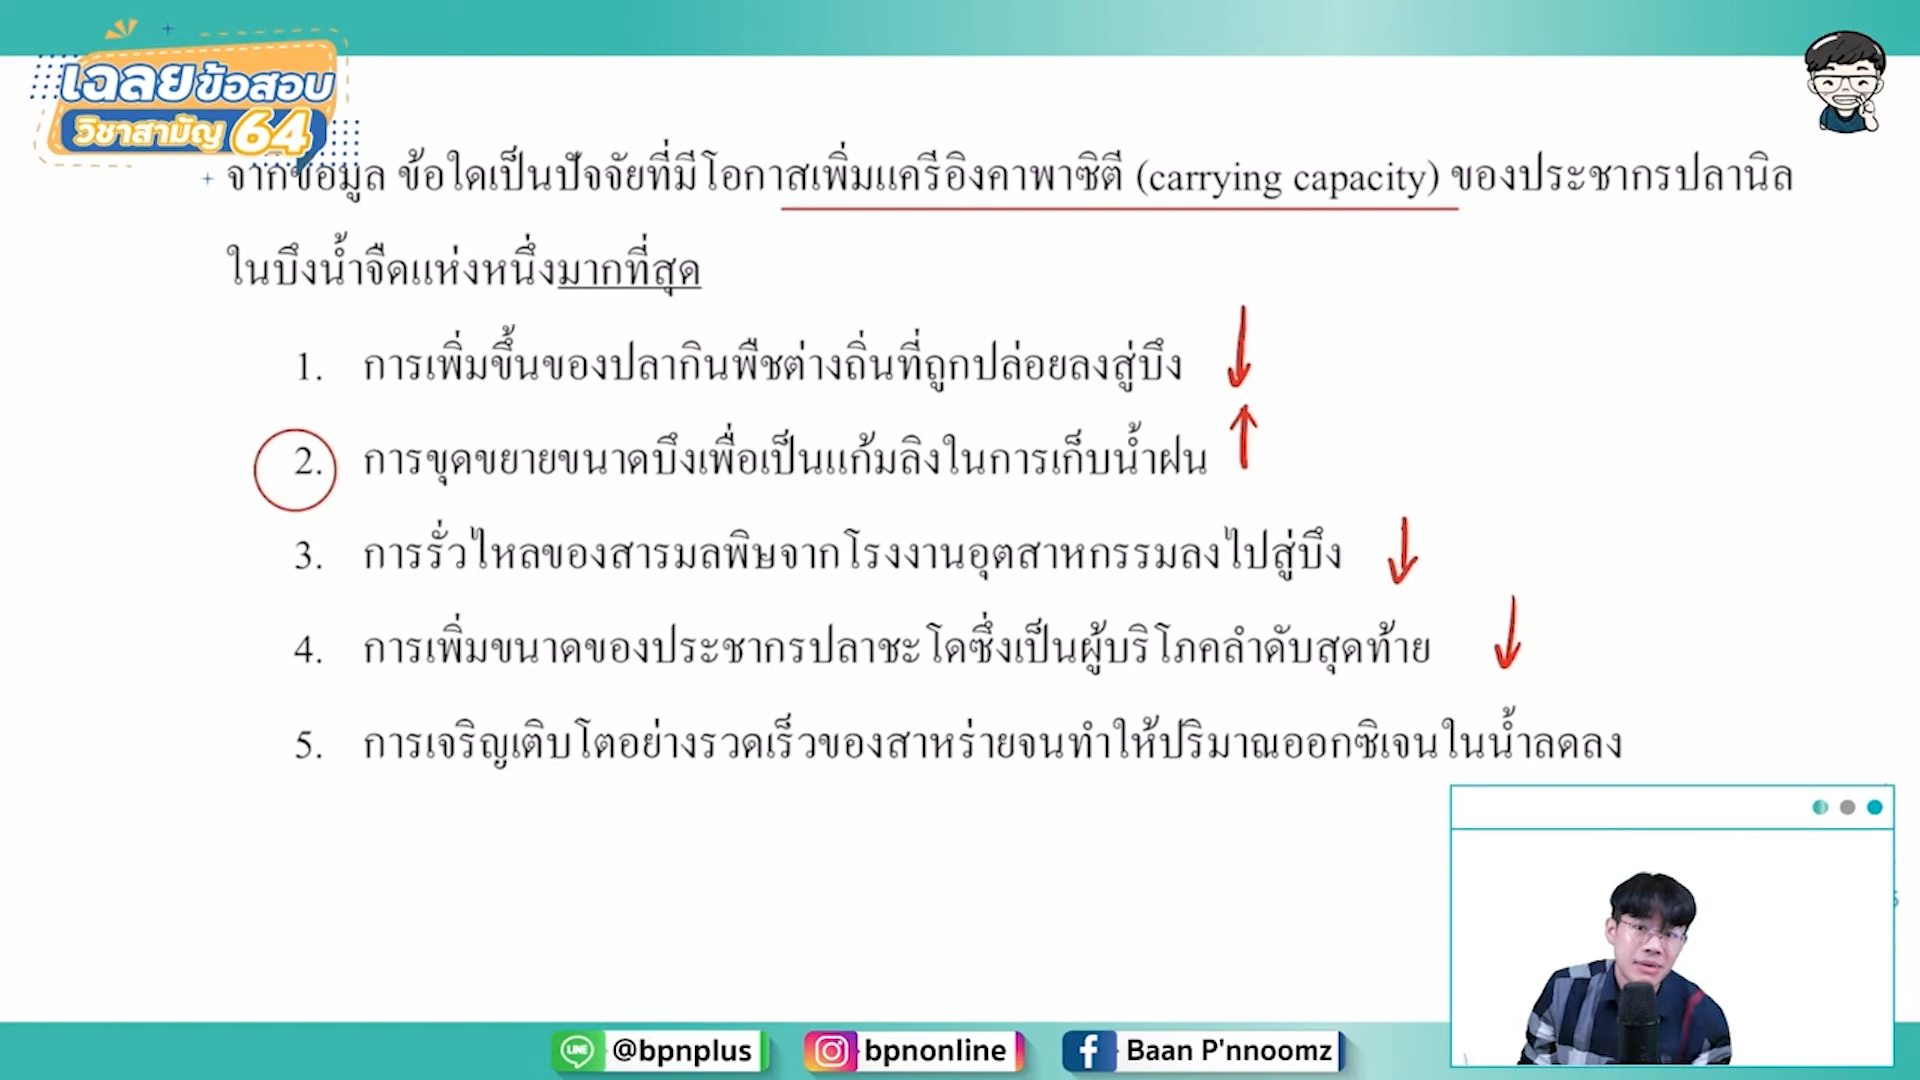 เฉลยข้อสอบ
วิชาสามัญ 64
จากข้อมูล ข้อใดเป็นปัจจัยที่มีโอกาสเพิ่มแครีอิงคาพาซิตี (carrying capacity) ของประชากรปลานิล
ในบึงน้ำจืดแห่งหนึ่งมากที่สุด
1. การเพิ่มขึ้นของปลากินพืชต่างถิ่นที่ถูกปล่อยลงสู่บึง
2. การขุดขยายขนาดบึงเพื่อเป็นแก้มลิงในการเก็บน้ำฝน
3. การรั่วไหลของสารมลพิษจากโรงงานอุตสาหกรรมลงไปสู่บึง
4. การเพิ่มขนาดของประชากรปลาชะโดซึ่งเป็นผู้บริโภคลำดับสุดท้าย
5. การเจริญเติบโตอย่างรวดเร็วของสาหร่ายจนทำให้ปริมาณออกซิเจนในน้ำลดลง
LINE @bpnplus bpnonline Baan P'nnoomz